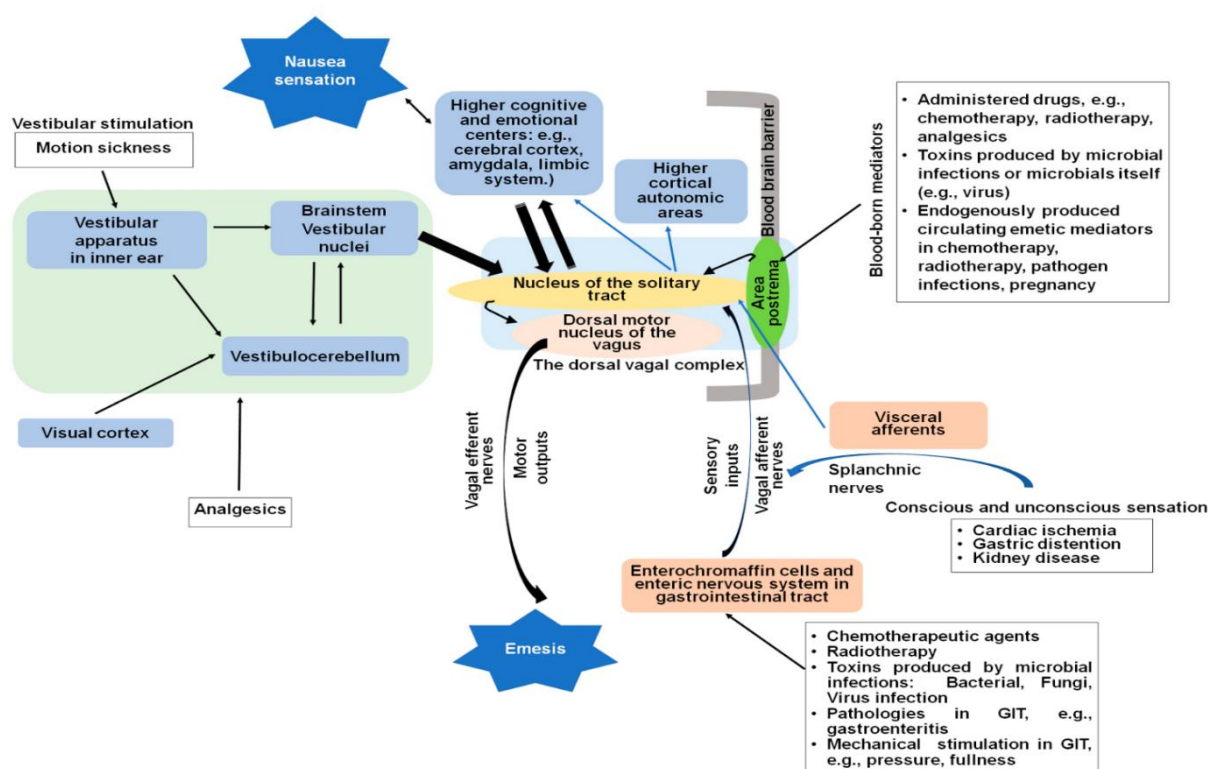 Nausea
sensation
Vestibular stimulation
Motion sickness
Vestibular
apparatus
in inner ear
Brainstem
Vestibular
nuclei
Vestibulocerebellum
Visual cortex
Analgesics
Higher cognitive
and emotional
centers: e.g.,
cerebral cortex,
amygdala, limbic
system.)
Higher
cortical
autonomic
areas
Blood brain barrier
Nucleus of the solitary
tract
Area
postrema
Dorsal motor
nucleus of the
vagus
The dorsal vagal complex
Blood-born mediators
• Administered drugs, e.g.,
chemotherapy, radiotherapy,
analgesics
• Toxins produced by microbial
infections or microbials itself
(e.g., virus)
• Endogenously produced
circulating emetic mediators
in chemotherapy,
radiotherapy, pathogen
infections, pregnancy
Vagal efferent
nerves
Motor
outputs
Sensory
inputs
Vagal afferent
nerves
Visceral
afferents
Splanchnic
nerves
Conscious and unconscious sensation
• Cardiac ischemia
• Gastric distention
• Kidney disease
Enterochromaffin cells and
enteric nervous system in
gastrointestinal tract
Emesis
• Chemotherapeutic agents
• Radiotherapy
• Toxins produced by microbial
infections: Bacterial, Fungi,
Virus infection
• Pathologies in GIT, e.g.,
gastroenteritis
• Mechanical stimulation in GIT,
e.g., pressure, fullness